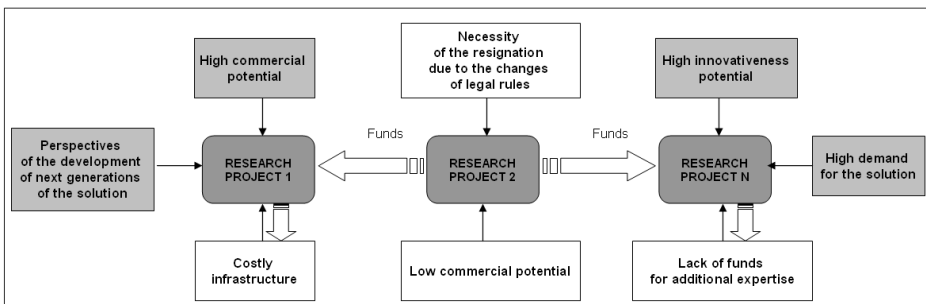 High commercial
potential
Necessity
of the resignation
due to the changes
of legal rules
High innovativeness
potential
Perspectives
of the development
of next generations
of the solution
RESEARCH
PROJECT 1
Funds
RESEARCH
PROJECT 2
Funds
RESEARCH
PROJECT N
High demand
for the solution
Costly
infrastructure
Low commercial potential
Lack of funds
for additional expertise